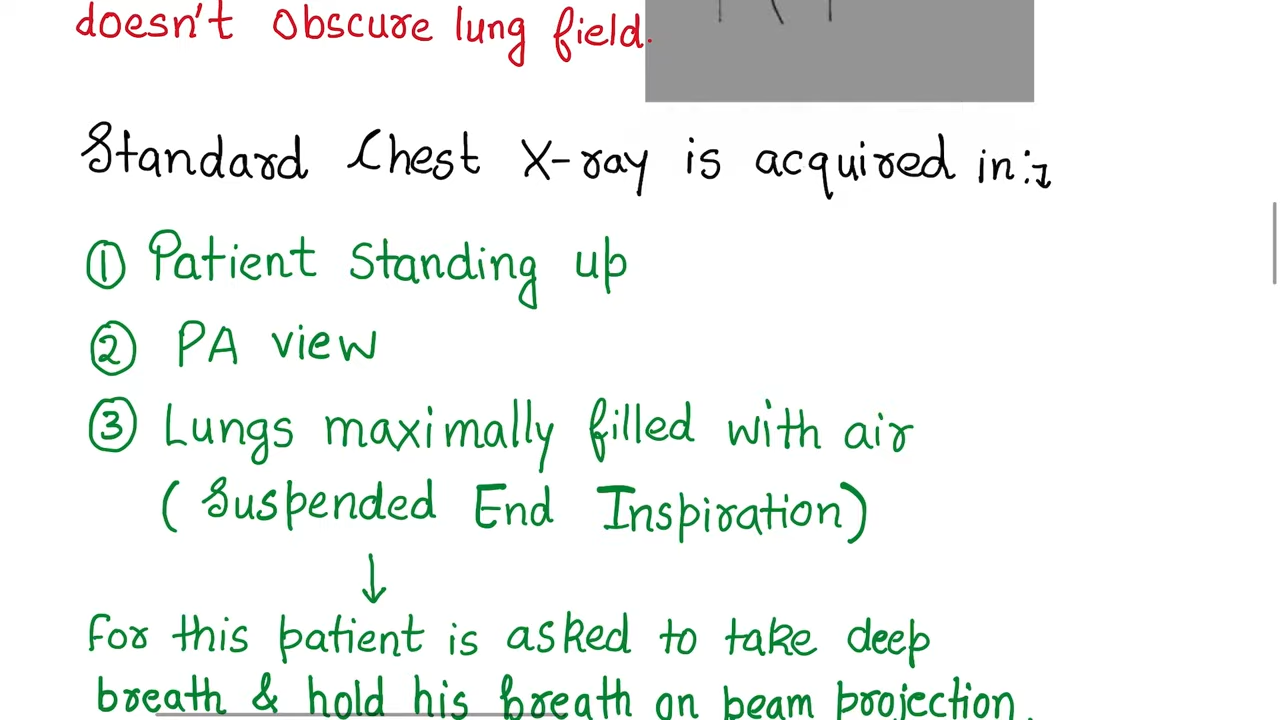 doesn't obscure lung field.
Standard Chest X-ray is acquired in:↴
① Patient Standing up
② PA view
③ Lungs maximally filled with air
( Suspended End Inspiration)
↓
For this patient is asked to take deep
breath & hold his breath on beam projection.